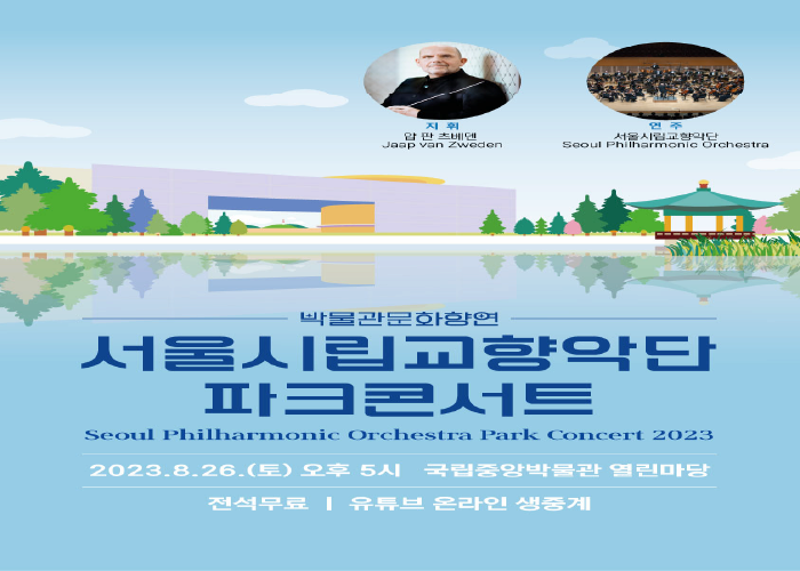 지 휘
얍 판 츠베덴
Jaap van Zweden
연 주
서울시립교향악단
Seoul Philharmonic Orchestra
박물관문화향연
서울시립교향악단
파크콘서트
Seoul Philharmonic Orchestra Park Concert 2023
2023.8.26.(토) 오후 5시 국립중앙박물관 열린마당
전석무료 | 유튜브 온라인 생중계